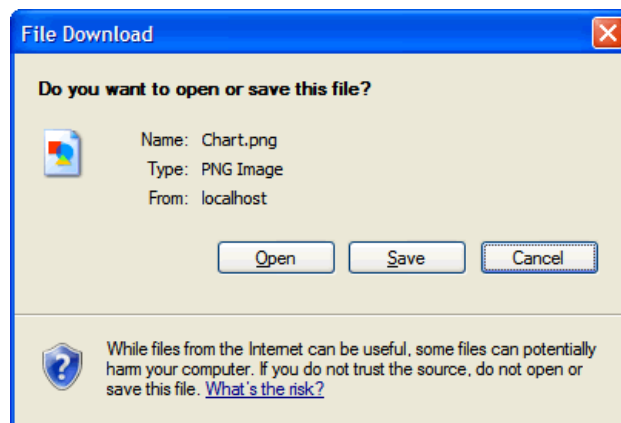 File Download
Do you want to open or save this file?
Name: Chart.png
Type: PNG Image
From: localhost
Open Save Cancel
While files from the Internet can be useful, some files can potentially
harm your computer. If you do not trust the source, do not open or
save this file. What's the risk?